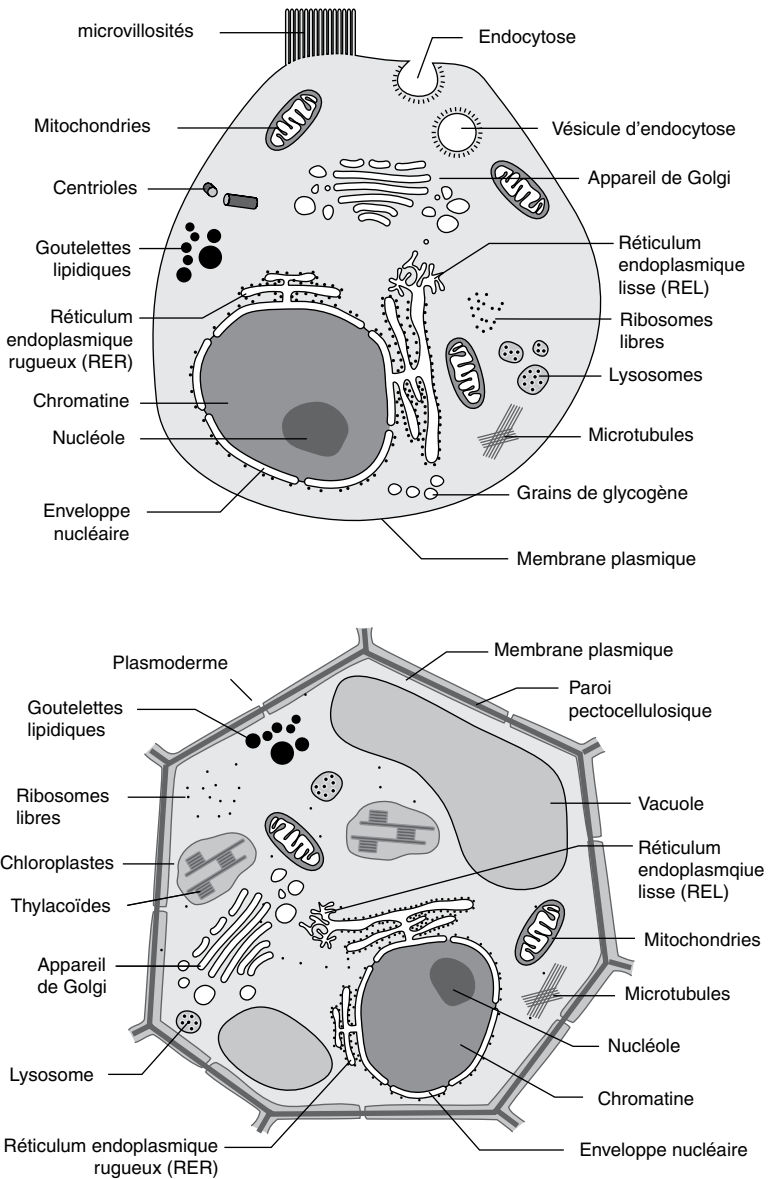 microvillosités
Endocytose
Mitochondries
Vésicule d'endocytose
Centrioles
Appareil de Golgi
Goutelettes
lipidiques
Réticulum
endoplasmique
lisse (REL)
Réticulum
endoplasmique
rugueux (RER)
Ribosomes
libres
Lysosomes
Chromatine
Nucléole
Microtubules
Grains de glycogène
Enveloppe
nucléaire
Membrane plasmique
Membrane plasmique
Plasmoderme
Paroi
pectocellulosique
Goutelettes
lipidiques
Ribosomes
libres
Vacuole
Chloroplastes
Réticulum
endoplasmqiue
lisse (REL)
Thylacoïdes
Mitochondries
Appareil
de Golgi
Microtubules
Nucléole
Lysosome
Chromatine
Réticulum endoplasmique
rugueux (RER)
Enveloppe nucléaire